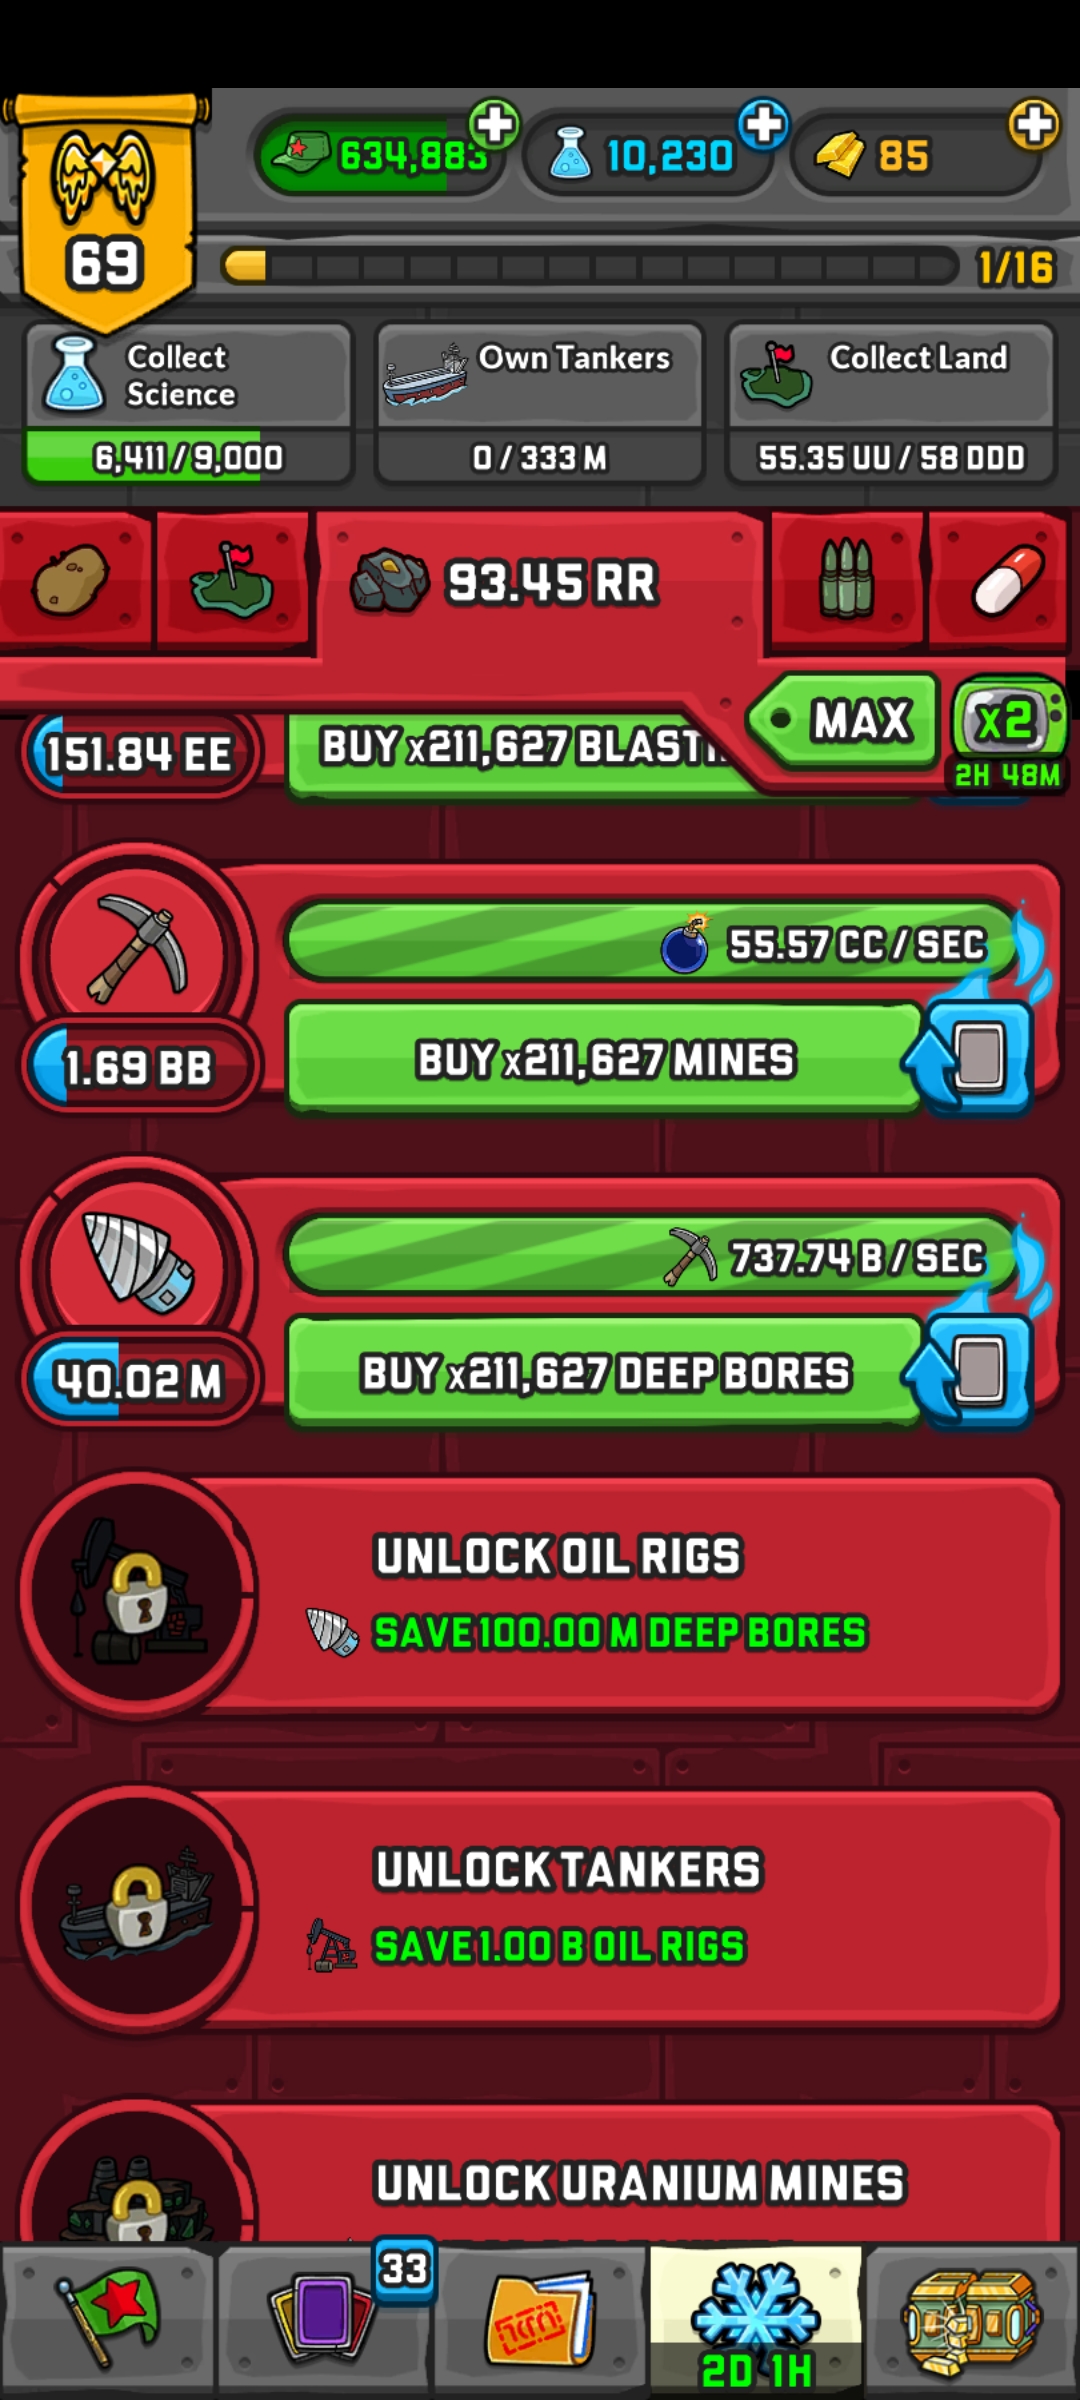 634,883
10,230
85
69
1/16
Collect
Science
Own Tankers
Collect Land
6,411 / 9,000
0 / 333 M
55.35 UU / 58 DDD
93.45 RR
MAX
x2
2H 48M
151.84 EE
BUY x211,627
55.57 CC / SEC
1.69 BB
BUY x211,627 MINES
737.74 B / SEC
40.02 M
BUY x211,627 DEEP BORES
UNLOCK OIL RIGS
SAVE 100.00 M DEEP BORES
UNLOCK TANKERS
SAVE 1.00 B OIL RIGS
UNLOCK URANIUM MINES
33
2D 1H